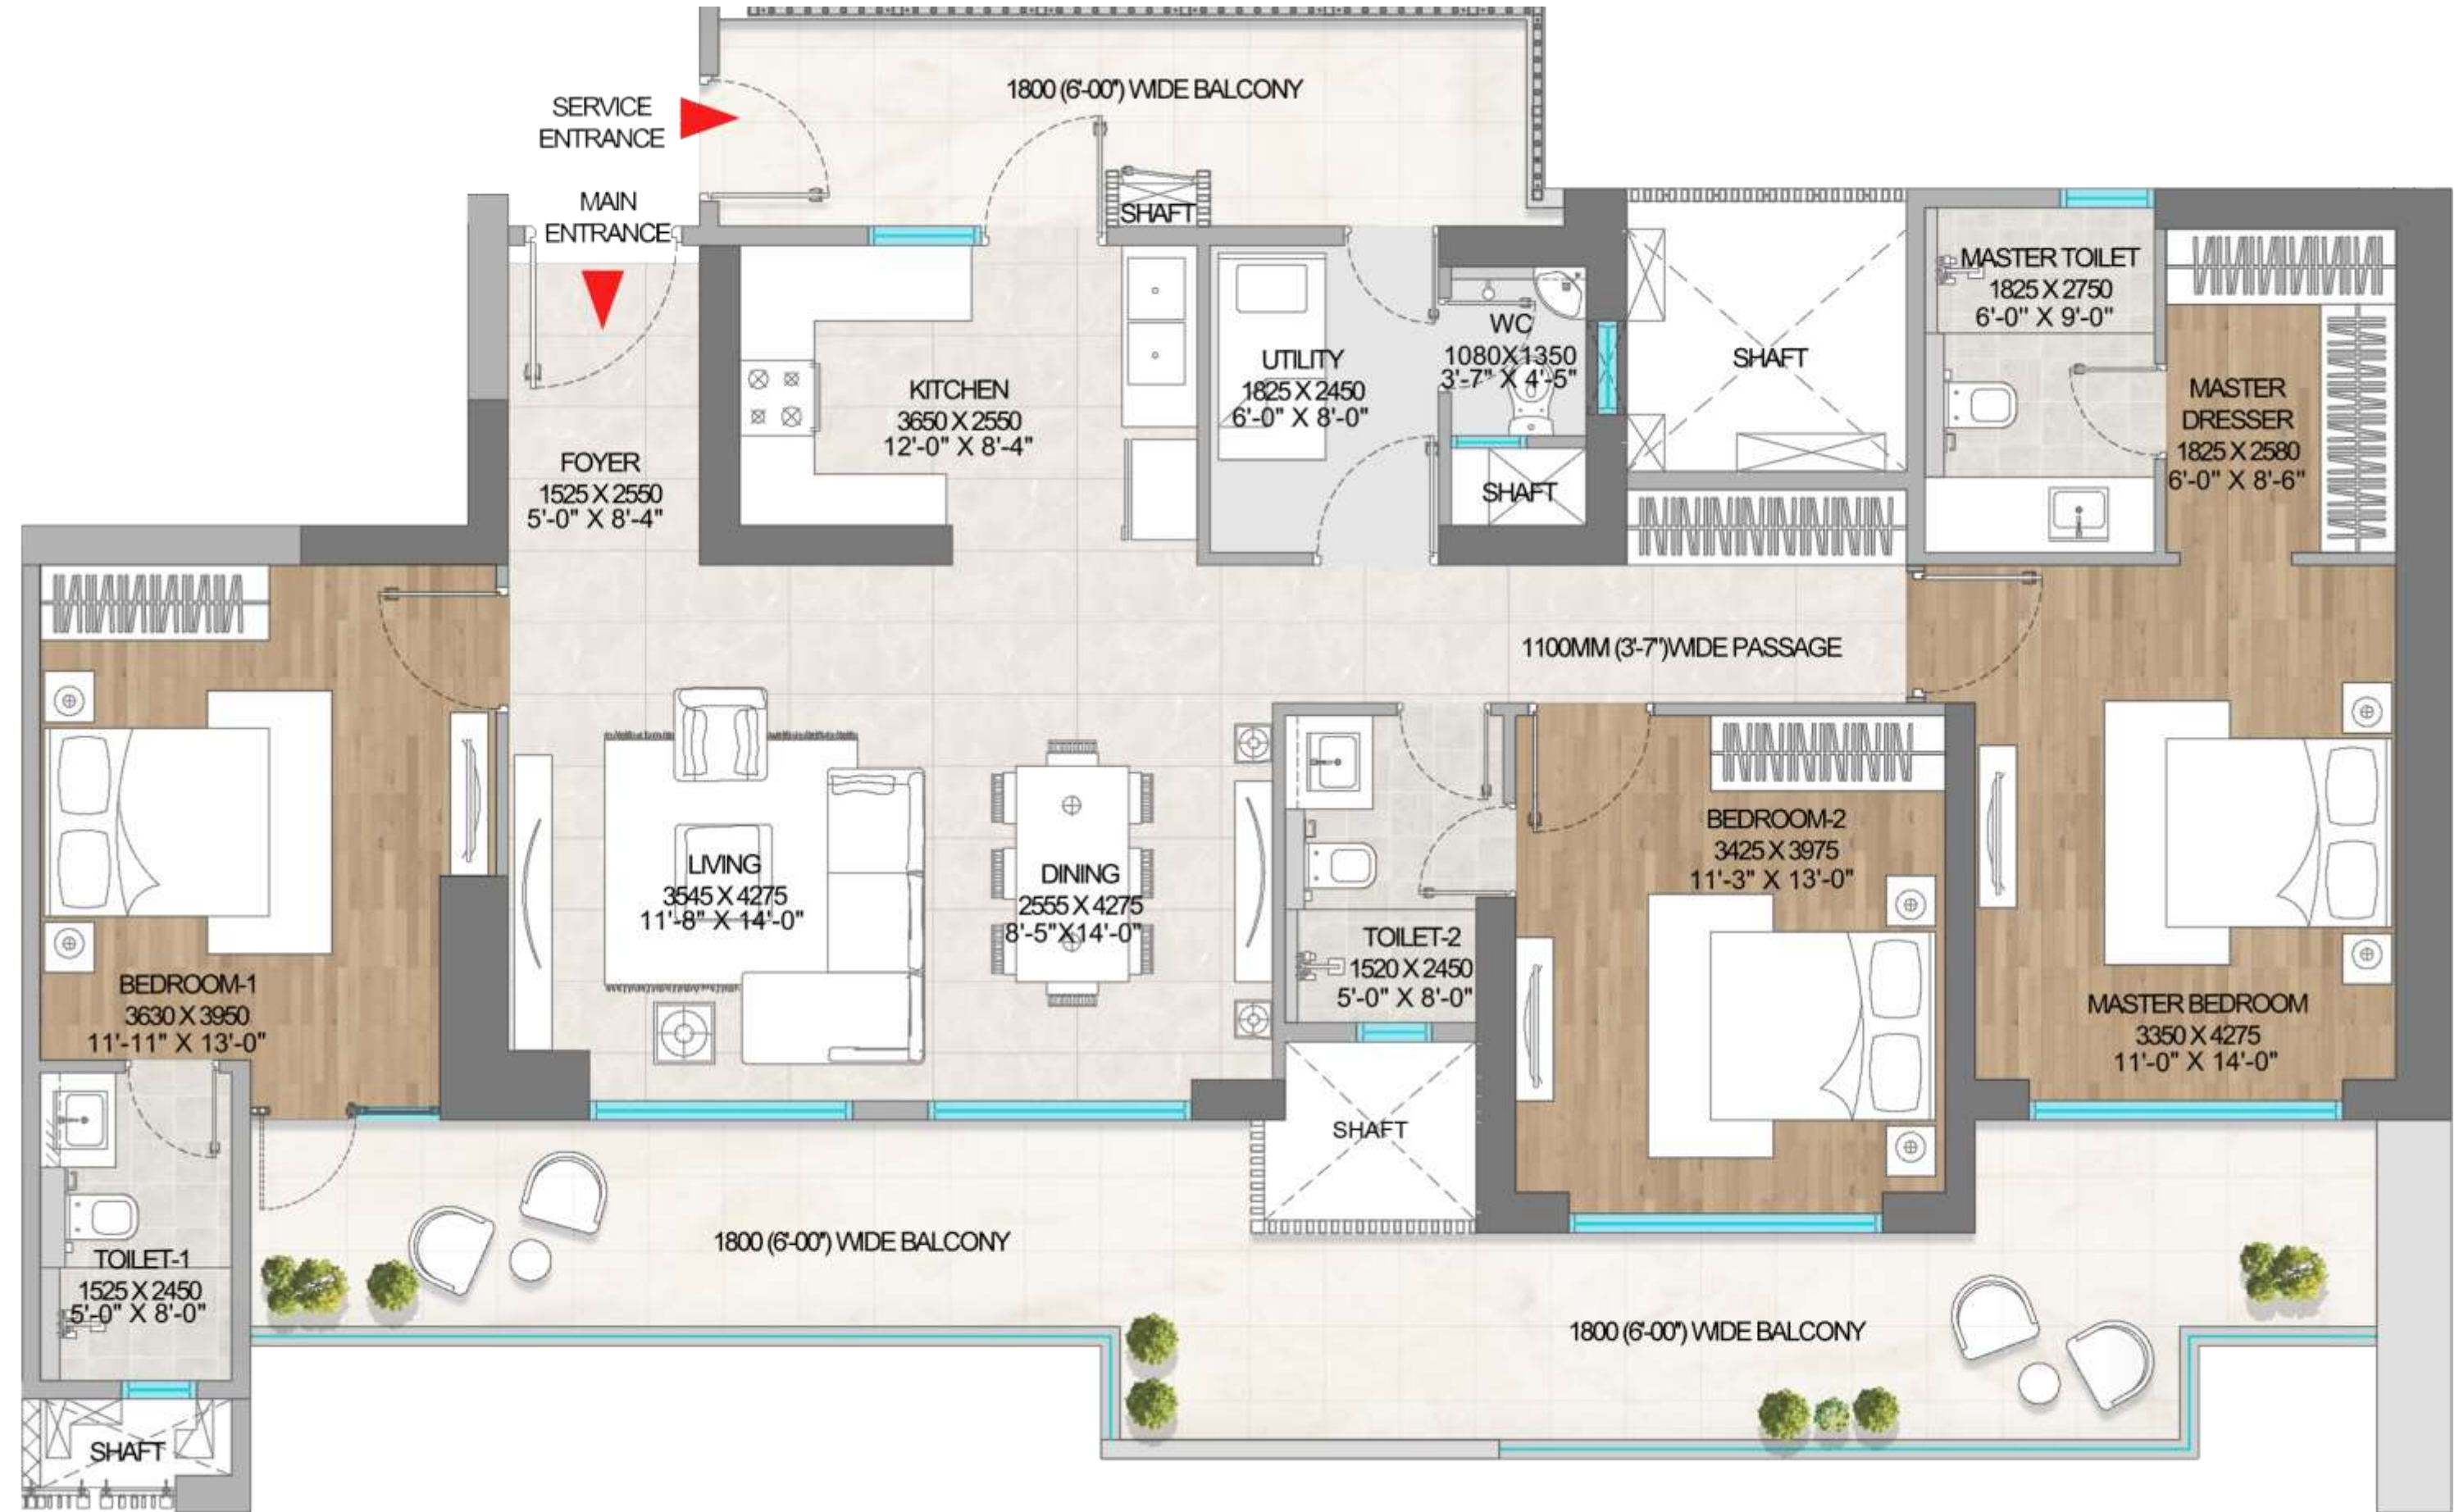 1800 (6'-00") WIDE BALCONY
SERVICE
ENTRANCE
MAIN
ENTRANCE
SHAFT
MASTER TOILET
1825 X 2750
6'-0" X 9'-0"
WC
1080X1350
3'-7" X 4'-5"
UTILITY
1825 X 2450
6'-0" X 8'-0"
SHAFT
KITCHEN
3650 X 2550
12'-0" X 8'-4"
MASTER
DRESSER
1825 X 2580
6'-0" X 8'-6"
FOYER
1525 X 2550
5'-0" X 8'-4"
SHAFT
1100MM (3'-7")WIDE PASSAGE
BEDROOM-2
3425 X 3975
11'-3" X 13'-0"
LIVING
3545 X 4275
11'-8" X 14'-0"
DINING
2555 X 4275
8'-5"X14'-0"
TOILET-2
1520 X 2450
5'-0" X 8'-0"
BEDROOM-1
3630 X 3950
11'-11" X 13'-0"
MASTER BEDROOM
3350 X 4275
11'-0" X 14'-0"
SHAFT
1800 (6'-00") WIDE BALCONY
TOILET-1
1525 X 2450
5'-0" X 8'-0"
1800 (6'-00") WIDE BALCONY
SHAFT